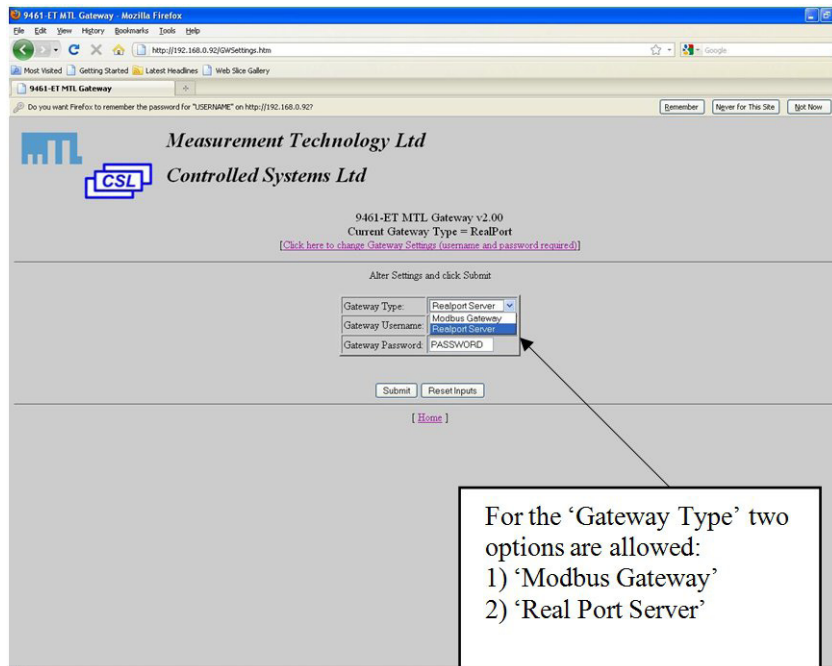 9461-ET MTL Gateway - Mozilla Firefox
File Edit View History Bookmarks Tools Help
http://192.168.0.92/GWSettings.htm
Google
Most Visited Getting Started Latest Headlines Web Slice Gallery
9461-ET MTL Gateway
Do you want Firefox to remember the password for "USERNAME" on http://192.168.0.92? Remember Never for This Site Not Now
mTL
CSL
Measurement Technology Ltd
Controlled Systems Ltd
9461-ET MTL Gateway v2.00
Current Gateway Type = RealPort
[Click here to change Gateway Settings (username and password required)]
Alter Settings and click Submit
Gateway Type: Realport Server
Modbus Gateway
Gateway Username: Realport Server
Gateway Password: PASSWORD
Submit Reset Inputs
[ Home ]
For the ‘Gateway Type’ two
options are allowed:
1) ‘Modbus Gateway’
2) ‘Real Port Server’